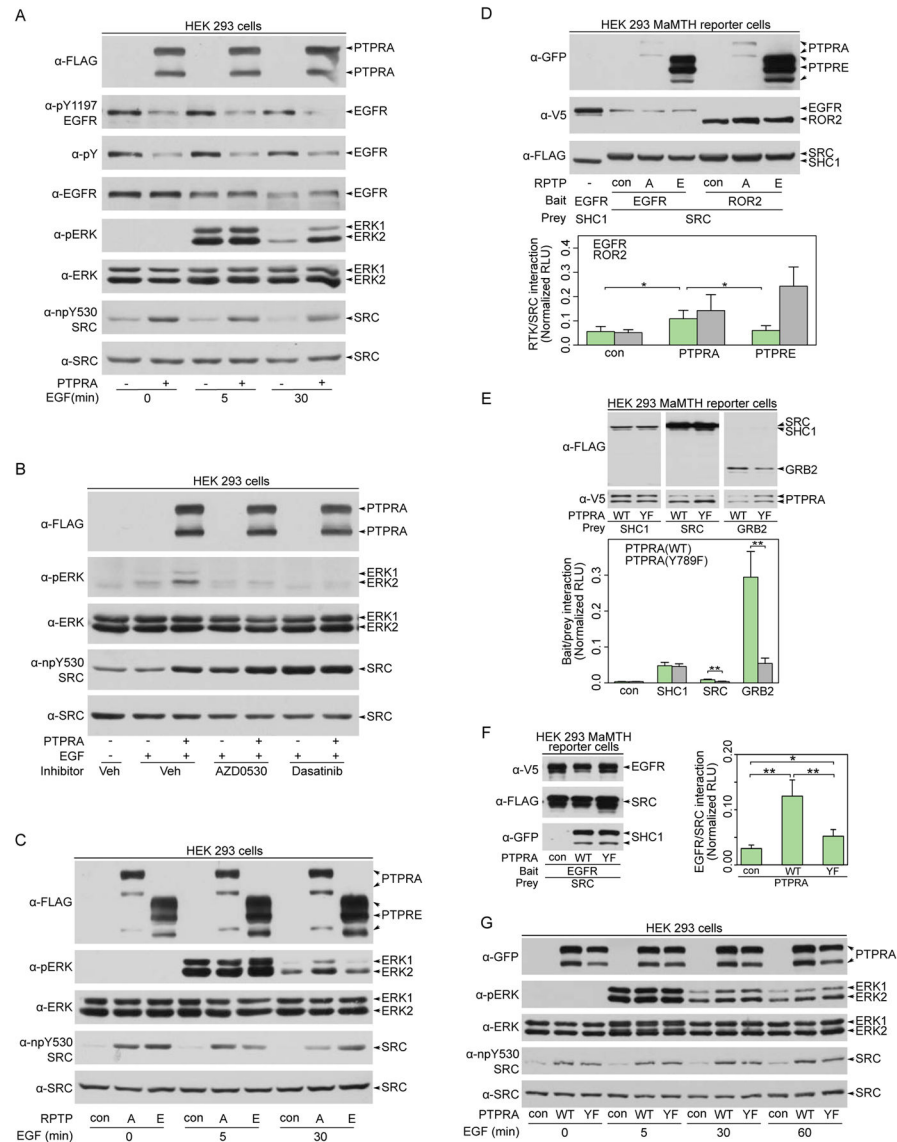 A
HEK 293 cells
α-FLAG
PTPRA
PTPRA
α-pY1197
EGFR
EGFR
α-pY
EGFR
α-EGFR
EGFR
α-pERK
ERK1
ERK2
α-ERK
ERK1
ERK2
α-npY530
SRC
SRC
α-SRC
SRC
PTPRA - + - + - +
EGF(min) 0 5 30
B
HEK 293 cells
α-FLAG
PTPRA
PTPRA
α-pERK
ERK1
ERK2
α-ERK
ERK1
ERK2
α-npY530
SRC
SRC
α-SRC
SRC
PTPRA - - + - + - +
EGF - + + + + + +
Inhibitor Veh Veh AZD0530 Dasatinib
C
HEK 293 cells
α-FLAG
PTPRA
PTPRE
α-pERK
ERK1
ERK2
α-ERK
ERK1
ERK2
α-npY530
SRC
SRC
α-SRC
SRC
RPTP con A E con A E con A E
EGF (min) 0 5 30
D
HEK 293 MaMTH reporter cells
α-GFP
PTPRA
PTPRE
α-V5
EGFR
ROR2
α-FLAG
SRC
SHC1
RPTP - con A E con A E
Bait EGFR EGFR ROR2
Prey SHC1 SRC
RTK/SRC interaction
(Normalized RLU)
0.0 0.1 0.2 0.3 0.4
EGFR
ROR2
* *
con PTPRA PTPRE
E
HEK 293 MaMTH reporter cells
α-FLAG
SRC
SHC1
GRB2
α-V5
PTPRA
PTPRA WT YF WT YF WT YF
Prey SHC1 SRC GRB2
Bait/prey interaction
(Normalized RLU)
0.0 0.1 0.2 0.3
PTPRA(WT)
PTPRA(Y789F)
** **
con SHC1 SRC GRB2
F
HEK 293 MaMTH
reporter cells
α-V5
EGFR
α-FLAG
SRC
α-GFP
SHC1
PTPRA con WT YF
Bait EGFR
Prey SRC
EGFR/SRC interaction
(Normalized RLU)
0.00 0.10 0.20
*
** **
con WT YF
PTPRA
G
HEK 293 cells
α-GFP
PTPRA
α-pERK
ERK1
ERK2
α-ERK
ERK1
ERK2
α-npY530
SRC
SRC
α-SRC
SRC
PTPRA con WT YF con WT YF con WT YF con WT YF
EGF (min) 0 5 30 60